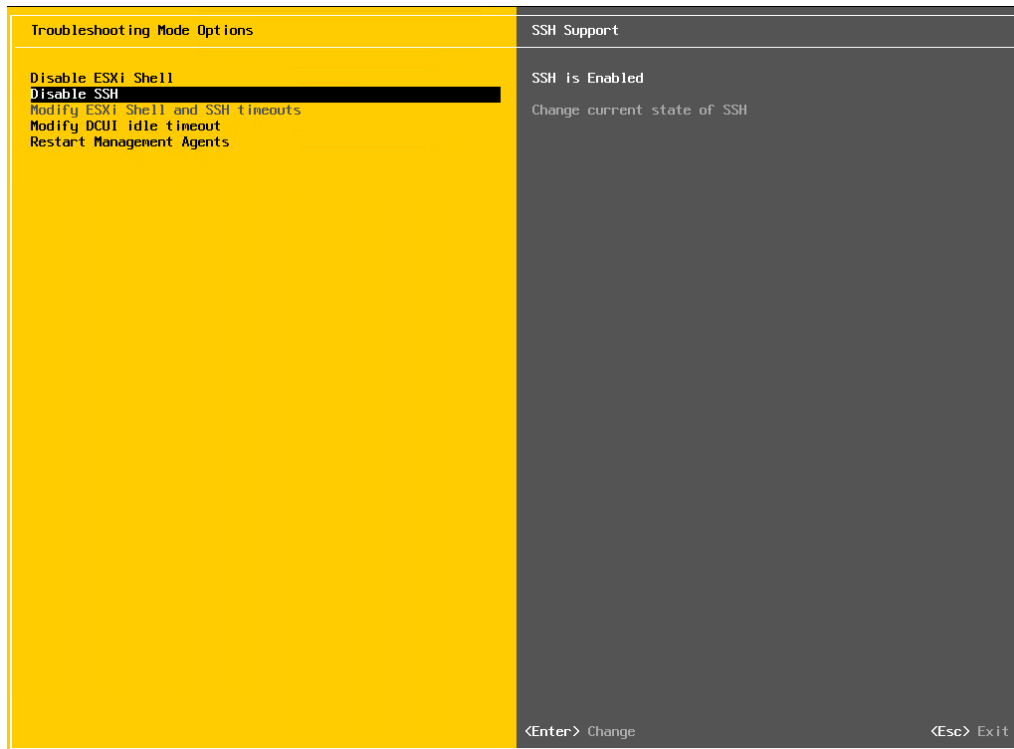 Troubleshooting Mode Options
Disable ESXi Shell
Disable SSH
Modify ESXi Shell and SSH timeouts
Modify DCUI idle timeout
Restart Management Agents
SSH Support
SSH is Enabled
Change current state of SSH
<Enter> Change
<Esc> Exit